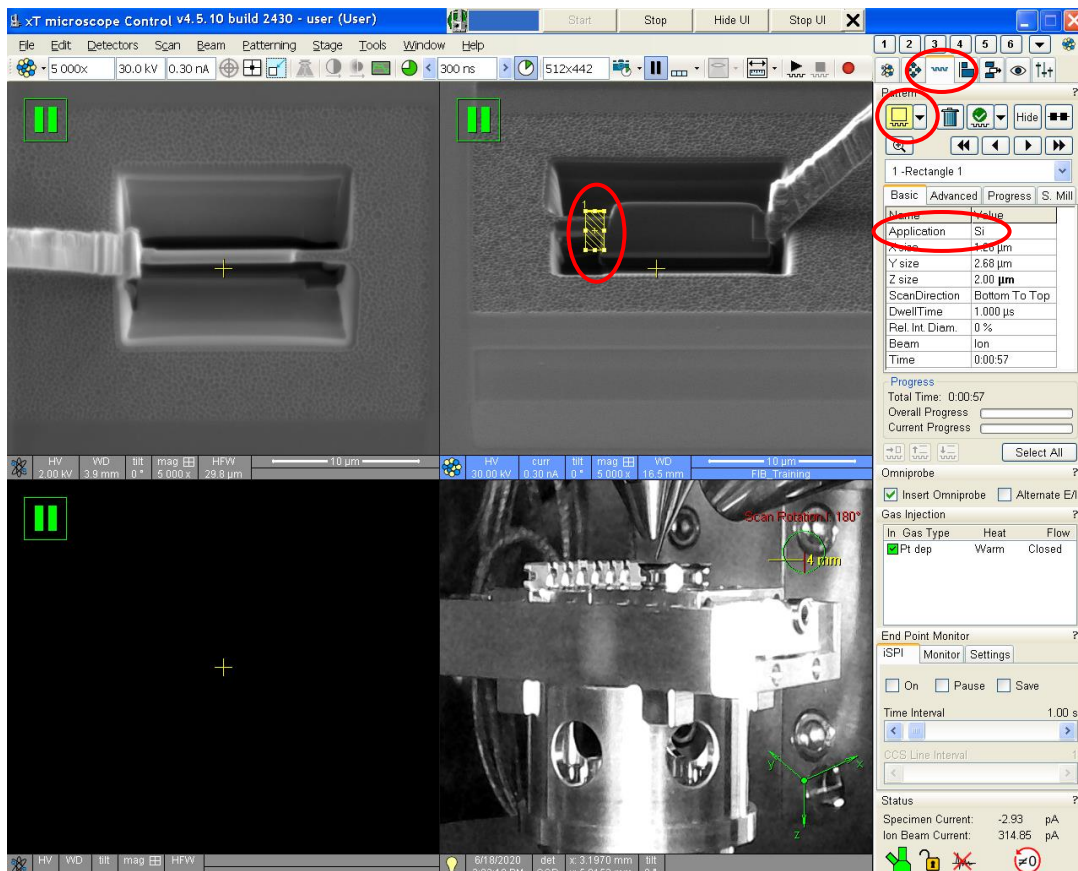 xT microscope Control v4.5.10 build 2430 - user (User)
Start Stop Hide UI Stop UI X
File Edit Detectors Scan Beam Patterning Stage Tools Window Help
5 000x 30.0 kV 0.30 nA 300 ns 512x442
1 2 3 4 5 6
Pattern ?
Hide
1 -Rectangle 1
Basic Advanced Progress S. Mill
Name Value
Application Si
X size 1.26 µm
Y size 2.68 µm
Z size 2.00 µm
ScanDirection Bottom To Top
DwellTime 1.000 µs
Rel. Int. Diam. 0 %
Beam Ion
Time 0:00:57
Progress
Total Time: 0:00:57
Overall Progress
Current Progress
Select All
1
HV WD tilt mag HFW 10 µm
2.00 kV 3.9 mm 0 ° 5 000 x 29.8 µm
HV curr tilt mag WD 10 µm
30.00 kV 0.30 nA 0 ° 5 000 x 16.5 mm FIB_Training
Omniprobe ?
Insert Omniprobe Alternate E/I
Gas Injection ?
In Gas Type Heat Flow
Pt dep Warm Closed
End Point Monitor ?
iSPI Monitor Settings
On Pause Save
Time Interval 1.00 s
CCS Line Interval 1
Status ?
Specimen Current: -2.93 pA
Ion Beam Current: 314.85 pA
≠0
Scan Rotation I 180°
4 mm
y x
z
HV WD tilt mag HFW
6/18/2020 det x: 3.1970 mm tilt